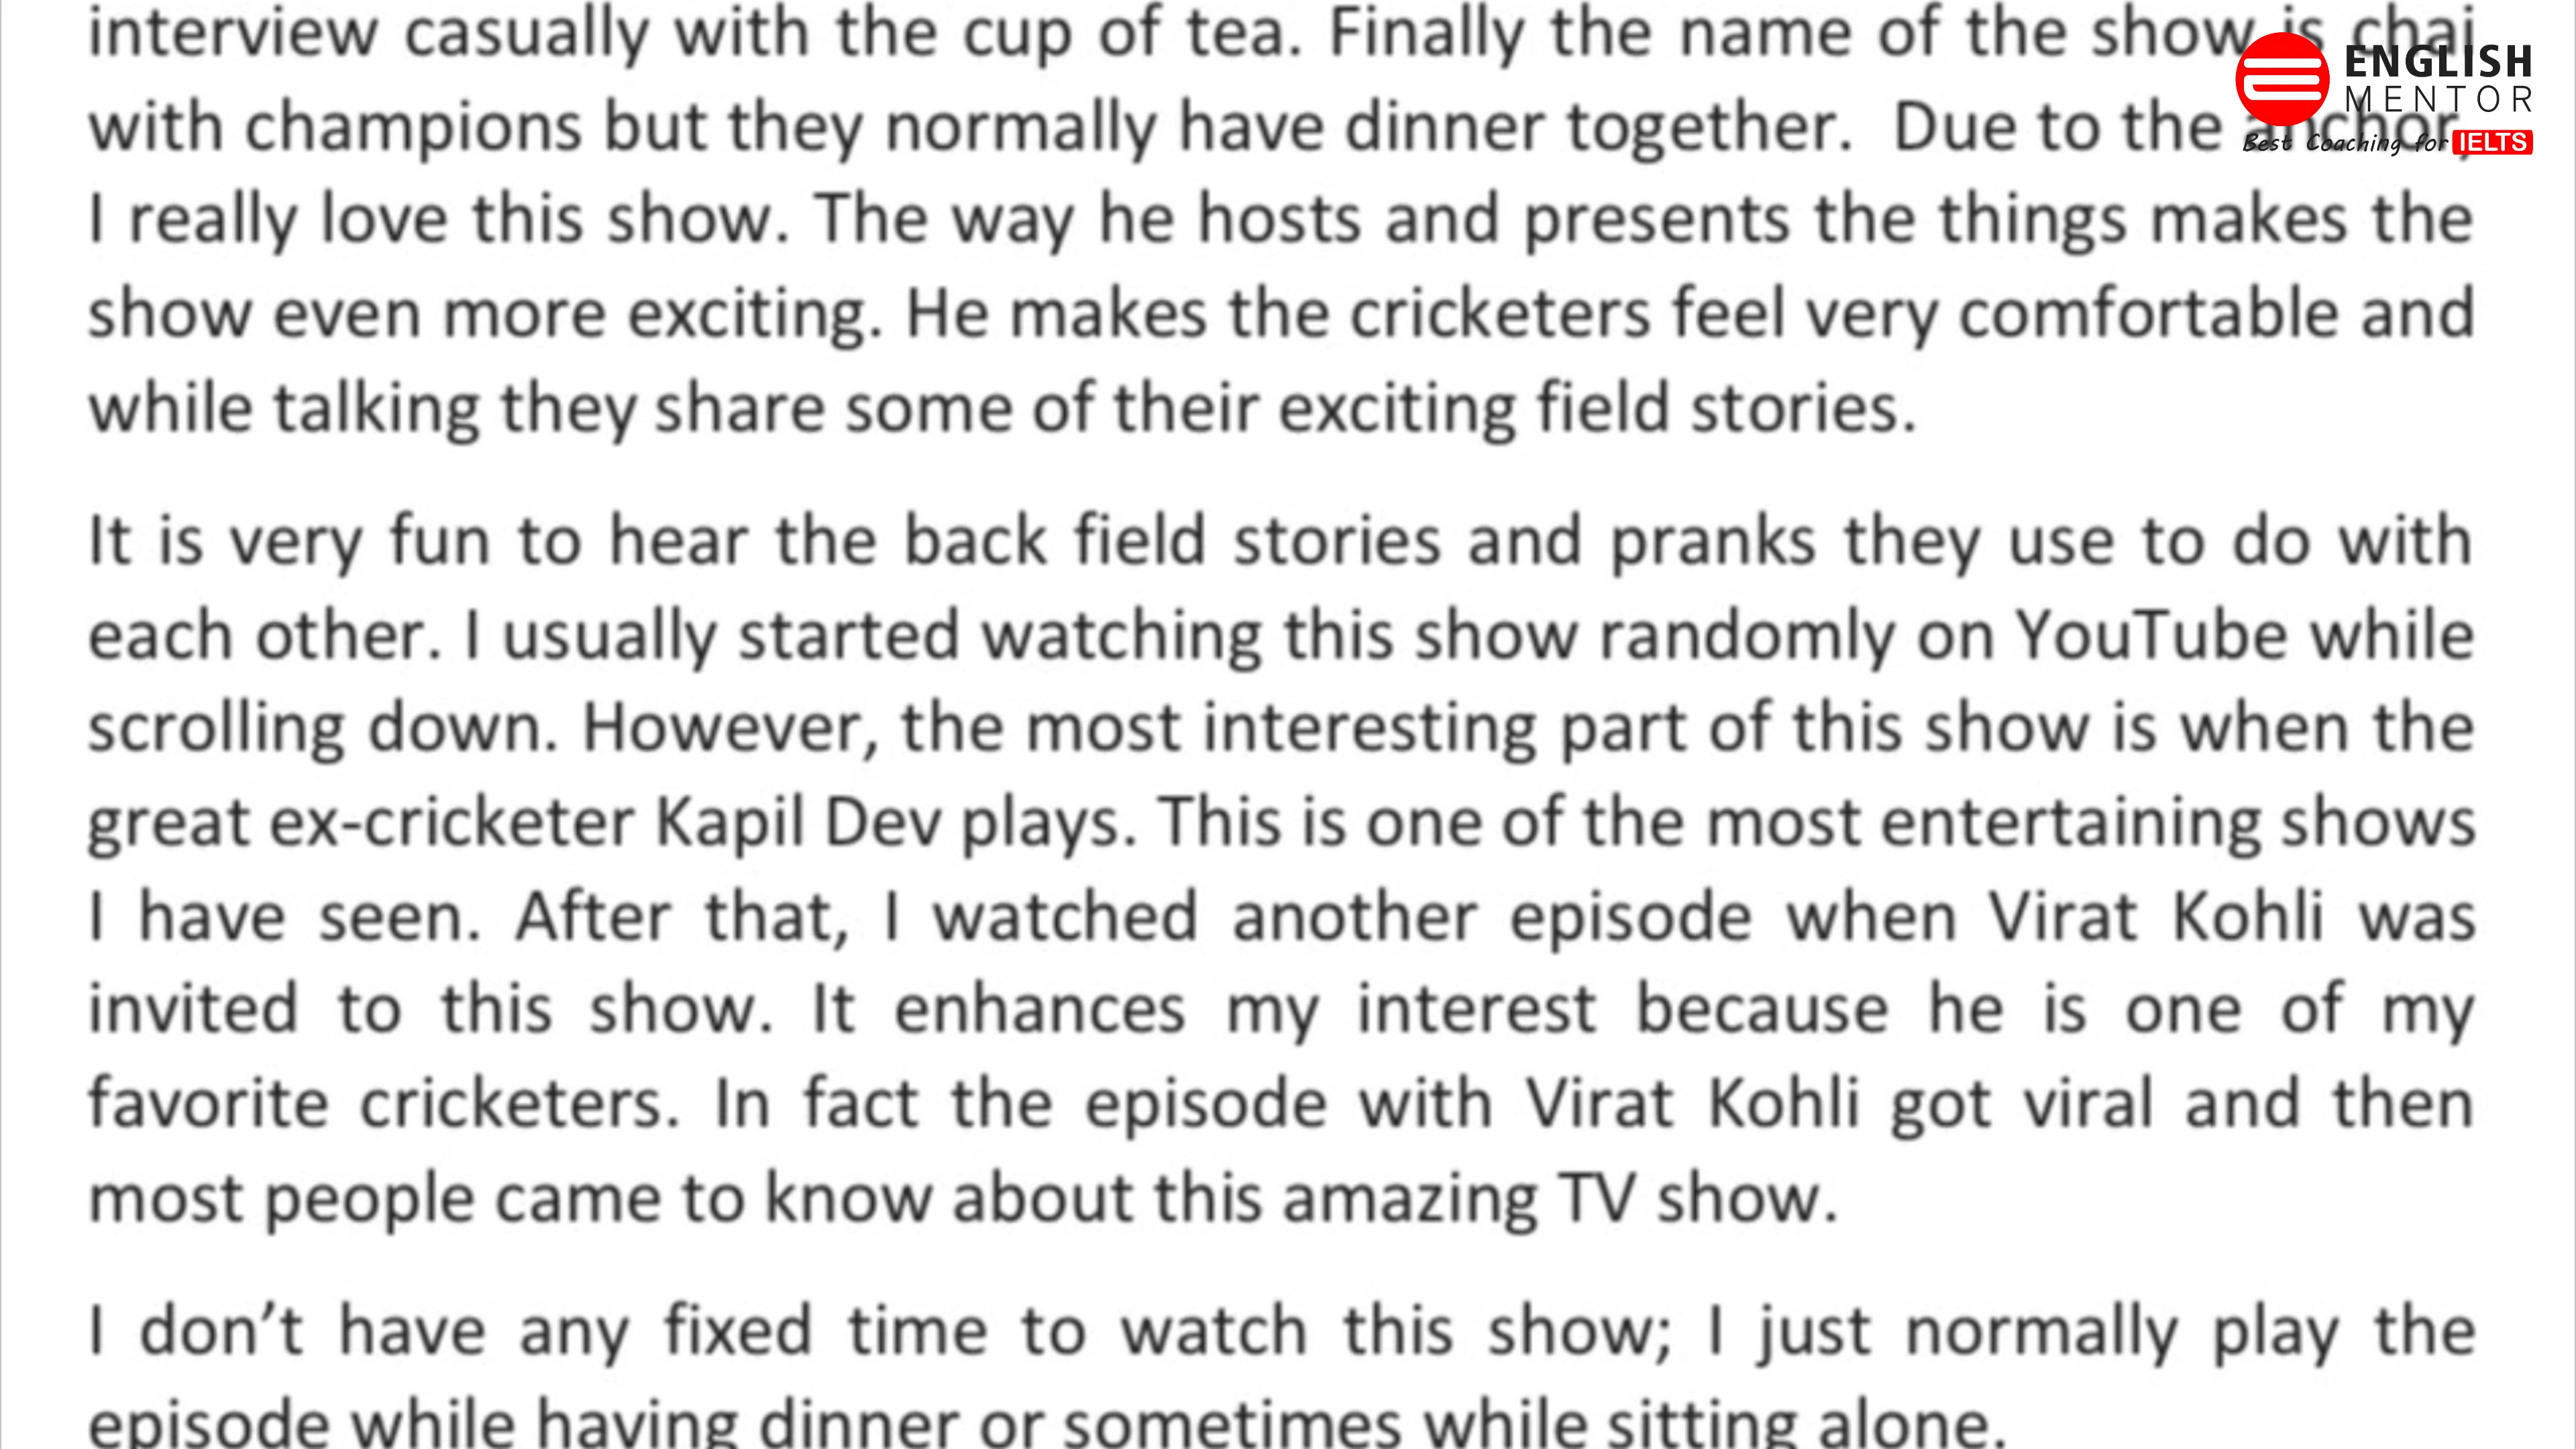 interview casually with the cup of tea. Finally the name of the show is chai
with champions but they normally have dinner together. Due to the anchor,
I really love this show. The way he hosts and presents the things makes the
show even more exciting. He makes the cricketers feel very comfortable and
while talking they share some of their exciting field stories.
It is very fun to hear the back field stories and pranks they use to do with
each other. I usually started watching this show randomly on YouTube while
scrolling down. However, the most interesting part of this show is when the
great ex-cricketer Kapil Dev plays. This is one of the most entertaining shows
I have seen. After that, I watched another episode when Virat Kohli was
invited to this show. It enhances my interest because he is one of my
favorite cricketers. In fact the episode with Virat Kohli got viral and then
most people came to know about this amazing TV show.
I don’t have any fixed time to watch this show; I just normally play the
episode while having dinner or sometimes while sitting alone.
ENGLISH
MENTOR
Best Coaching for IELTS